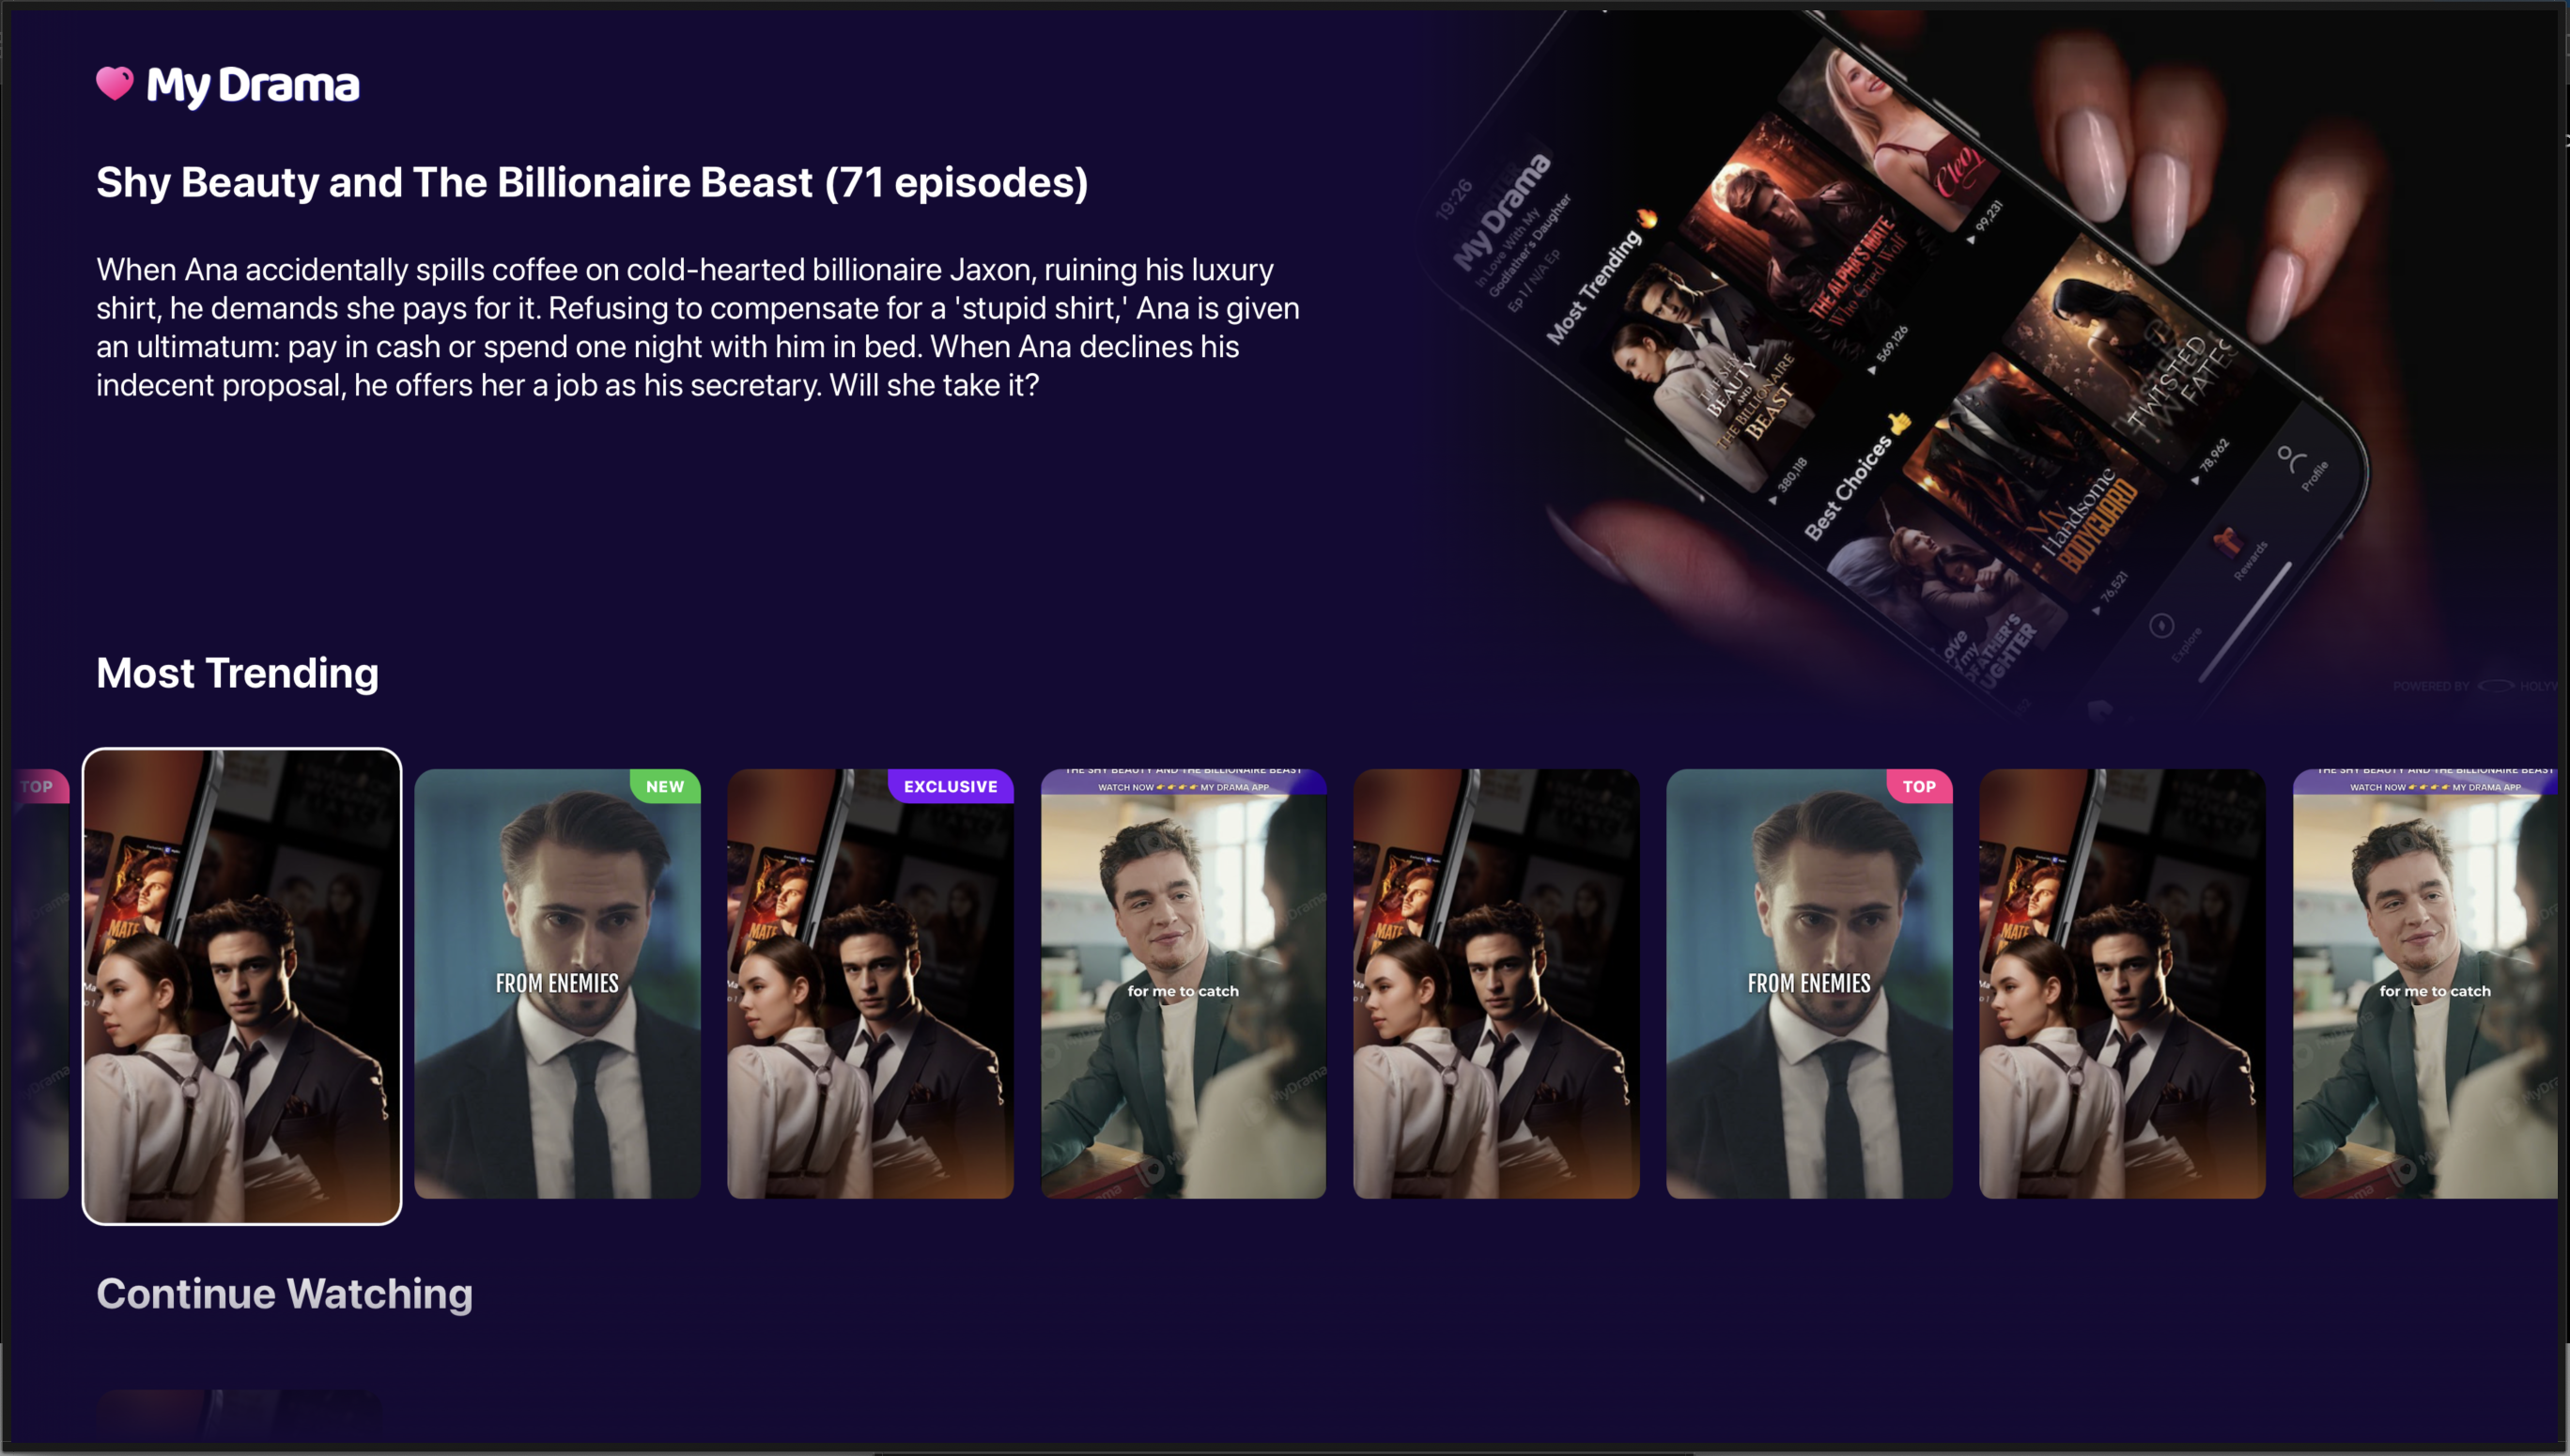 My Drama
Shy Beauty and The Billionaire Beast (71 episodes)
When Ana accidentally spills coffee on cold-hearted billionaire Jaxon, ruining his luxury
shirt, he demands she pays for it. Refusing to compensate for a 'stupid shirt,' Ana is given
an ultimatum: pay in cash or spend one night with him in bed. When Ana declines his
indecent proposal, he offers her a job as his secretary. Will she take it?
19:26
My Drama
In Love With My
Godfather's Daughter
Ep 1 / N/A Ep
Most Trending 🔥
THE SHY
BEAUTY
AND
THE BILLIONAIRE
BEAST
380,118
THE ALPHA'S MATE
Who Cried Wolf
569,126
99,231
Best Choices 👍
My
Handsome
BODYGUARD
76,521
TWISTED
FATES
78,962
Explore
Rewards
Profile
POWERED BY
Most Trending
TOP
MATE
NEW
FROM ENEMIES
EXCLUSIVE
MATE
THE SHY BEAUTY AND THE BILLIONAIRE BEAST
WATCH NOW 👉👉👉👉 MY DRAMA APP
for me to catch
MyDrama
MATE
TOP
FROM ENEMIES
MATE
THE SHY BEAUTY AND THE BILLIONAIRE BEAST
WATCH NOW 👉👉👉👉 MY DRAMA APP
for me to catch
Continue Watching